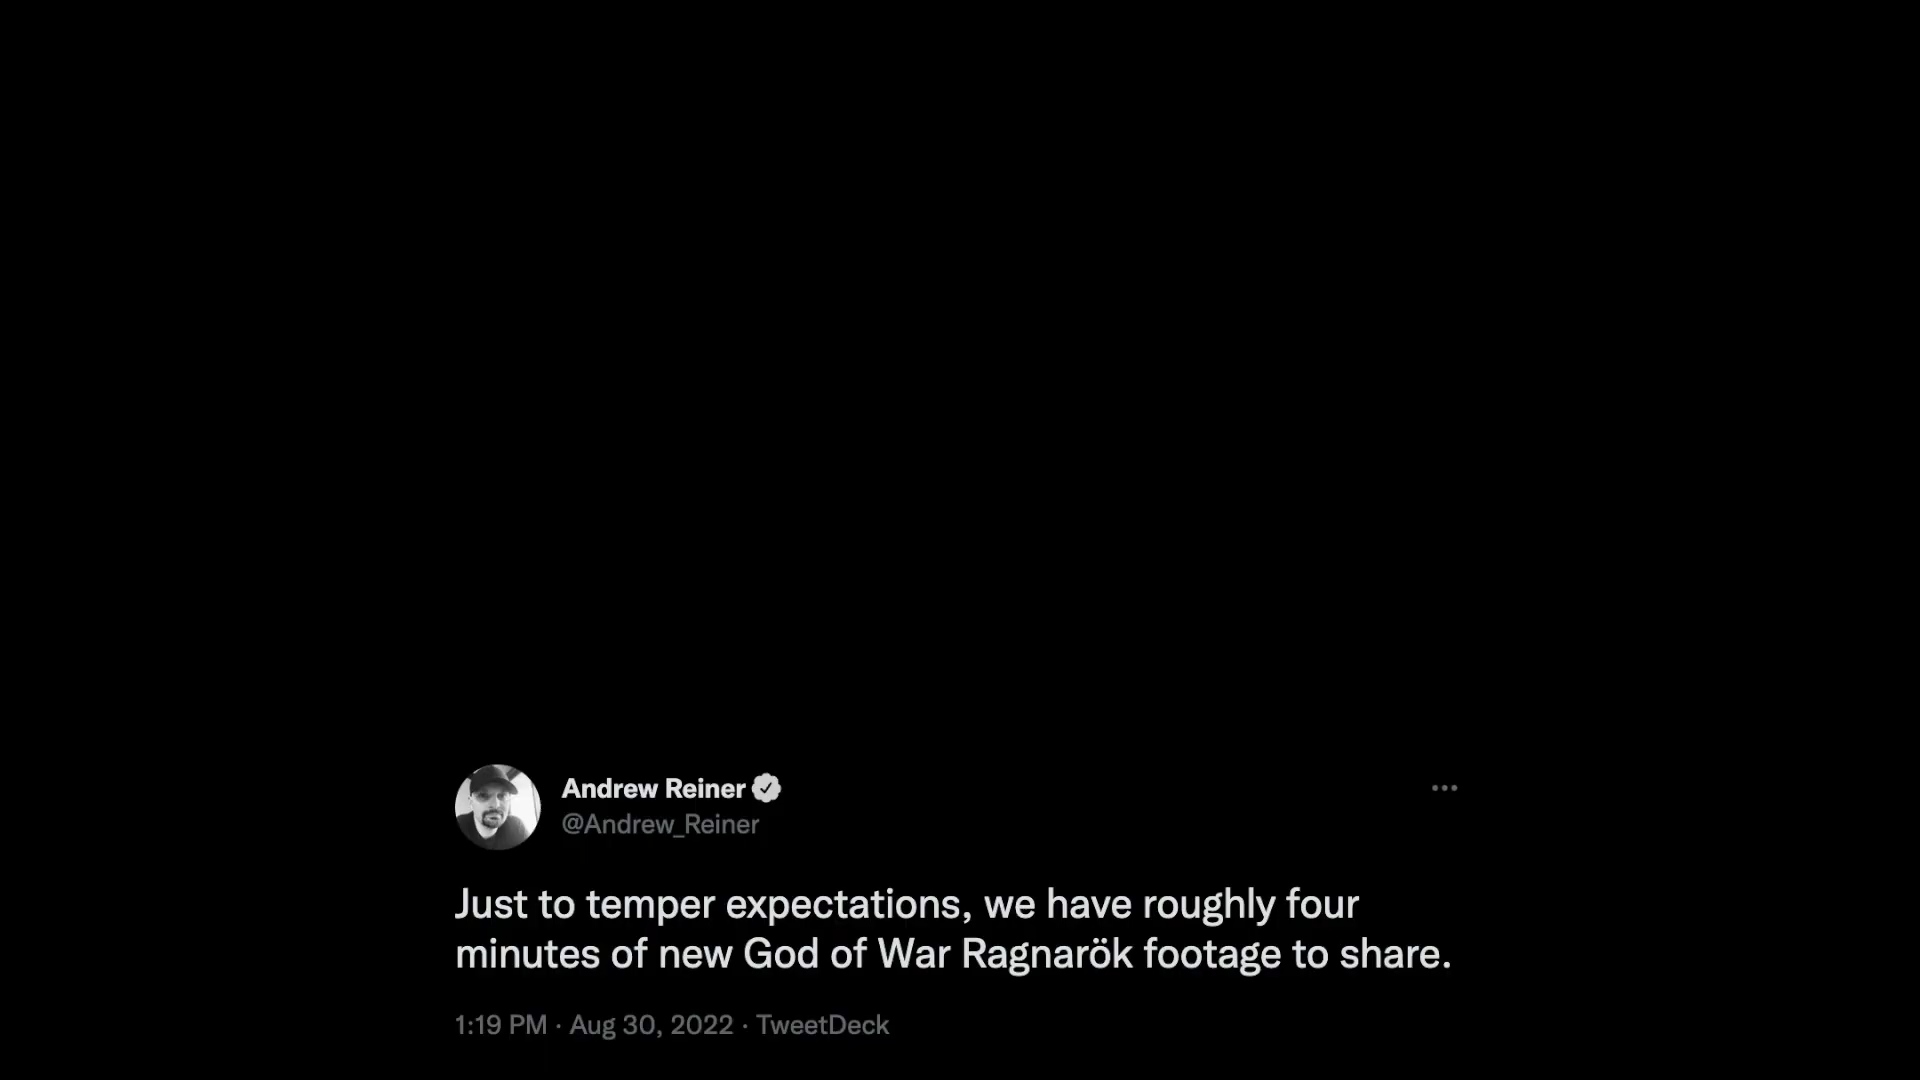 Andrew Reiner
@Andrew_Reiner
Just to temper expectations, we have roughly four
minutes of new God of War Ragnarök footage to share.
1:19 PM · Aug 30, 2022 · TweetDeck